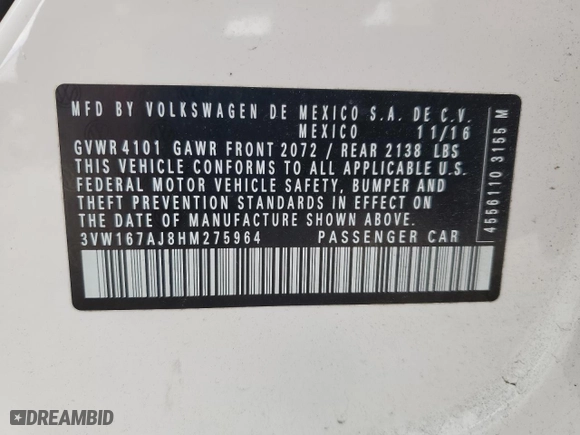 MFD BY VOLKSWAGEN DE MEXICO S.A. DE C.V.
MEXICO 11/16
GVWR 4101 GAWR FRONT 2072 / REAR 2138 LBS
THIS VEHICLE CONFORMS TO ALL APPLICABLE U.S.
FEDERAL MOTOR VEHICLE SAFETY, BUMPER AND
THEFT PREVENTION STANDARDS IN EFFECT ON
THE DATE OF MANUFACTURE SHOWN ABOVE.
3VW167AJ8HM275964 PASSENGER CAR
4556110 3155 M
DREAMBID